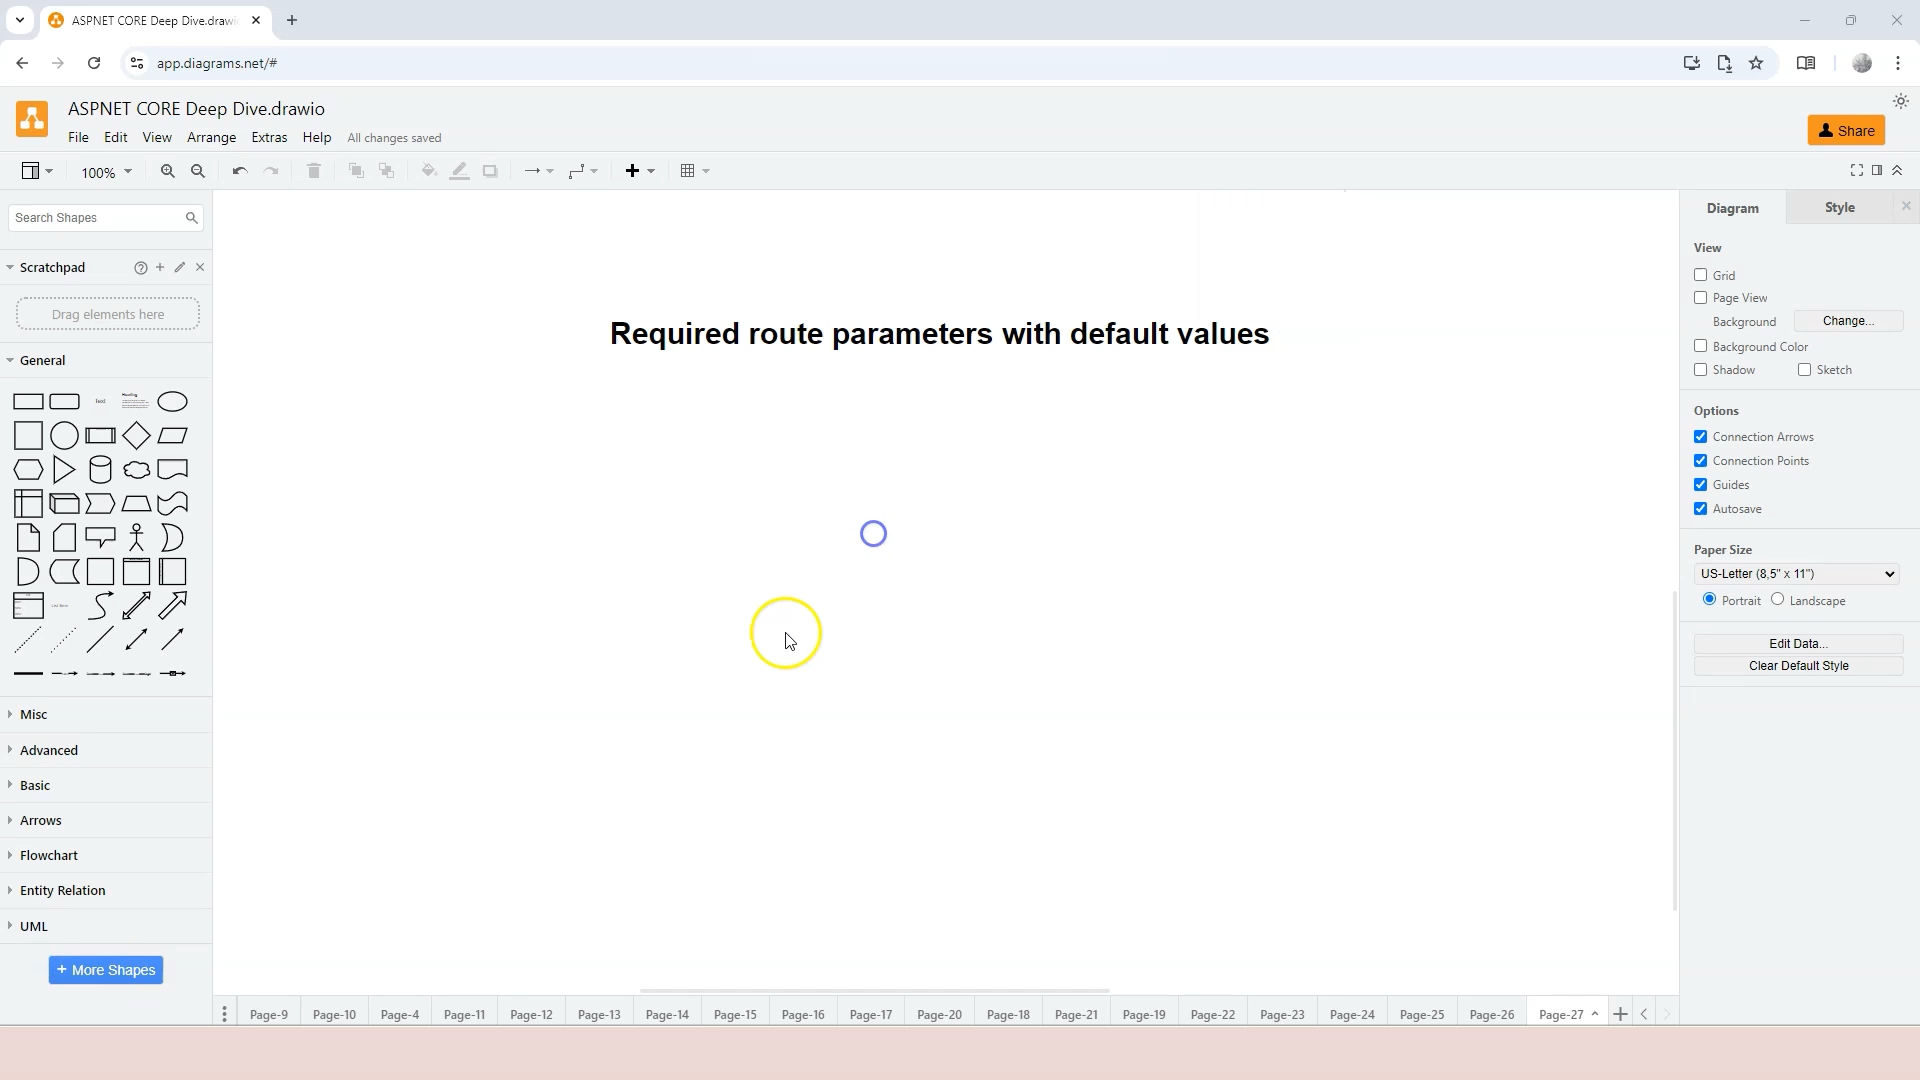 ASPNET CORE Deep Dive.drawi
app.diagrams.net/#
ASPNET CORE Deep Dive.drawio
File Edit View Arrange Extras Help All changes saved
Share
100%
Search Shapes
Scratchpad
Drag elements here
General
Text
Heading
Misc
Advanced
Basic
Arrows
Flowchart
Entity Relation
UML
+ More Shapes
Required route parameters with default values
Diagram Style
View
Grid
Page View
Background Change...
Background Color
Shadow Sketch
Options
Connection Arrows
Connection Points
Guides
Autosave
Paper Size
US-Letter (8,5" x 11")
Portrait Landscape
Edit Data...
Clear Default Style
Page-9 Page-10 Page-4 Page-11 Page-12 Page-13 Page-14 Page-15 Page-16 Page-17 Page-20 Page-18 Page-21 Page-19 Page-22 Page-23 Page-24 Page-25 Page-26 Page-27